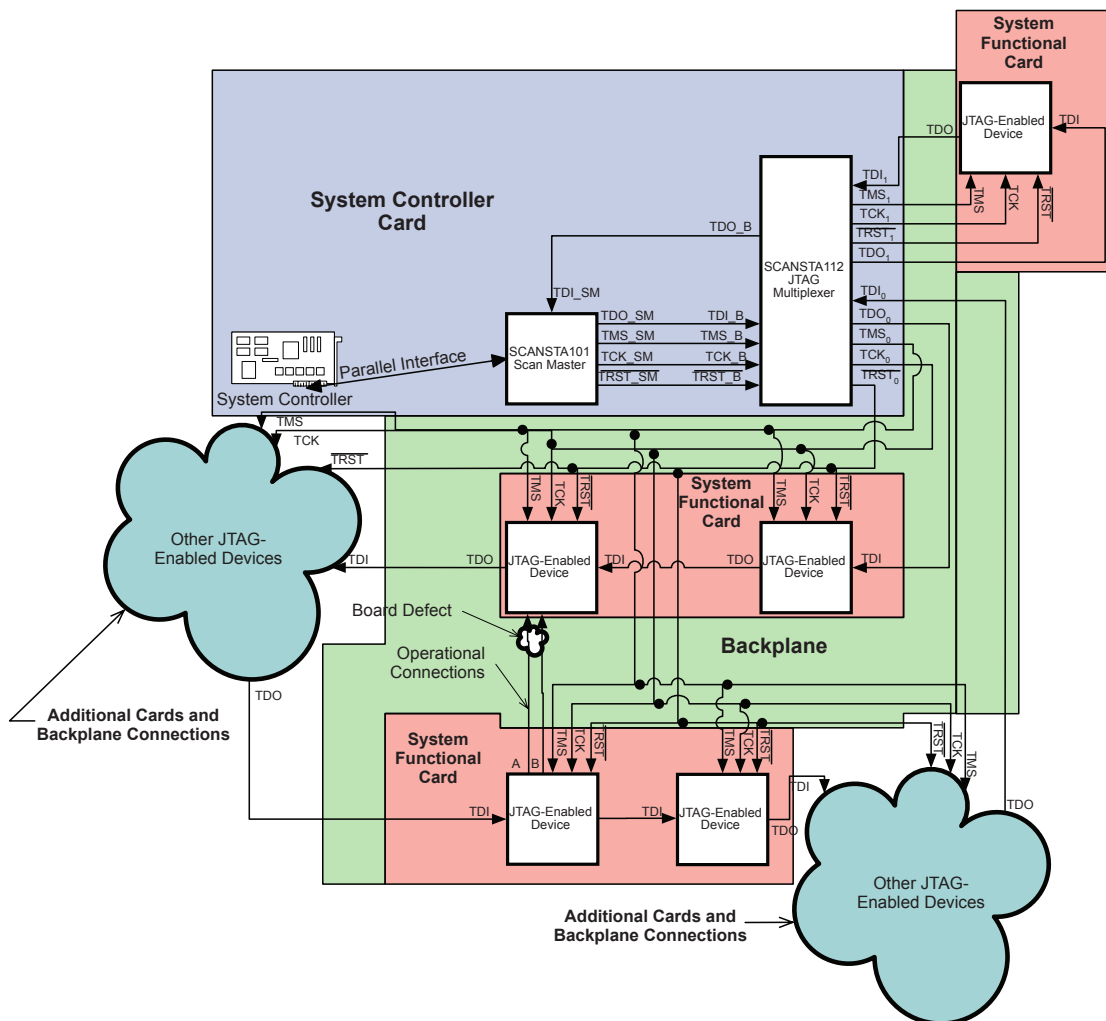 System
Functional
Card
JTAG-Enabled
Device
TDO
TDI
TMS
TCK
TRST
System Controller
Card
TDO_B
TDI_SM
SCANSTA112
JTAG
Multiplexer
TDI1
TMS1
TCK1
TRST1
TDO1
TDI0
TDO0
TMS0
TCK0
TRST0
SCANSTA101
Scan Master
TDO_SM
TMS_SM
TCK_SM
TRST_SM
TDI_B
TMS_B
TCK_B
TRST_B
Parallel Interface
System Controller
TMS
TCK
TRST
Other JTAG-
Enabled Devices
TDI
TDO
System
Functional
Card
TMS
TCK
TRST
TMS
TCK
TRST
JTAG-Enabled
Device
TDI
TDO
JTAG-Enabled
Device
TDI
Board Defect
Operational
Connections
Backplane
TDO
Additional Cards and
Backplane Connections
System
Functional
Card
A
B
TMS
TCK
TRST
TMS
TCK
TRST
TDI
JTAG-Enabled
Device
TDI
JTAG-Enabled
Device
TDO
TDI
TRST
TCK
TMS
TDO
Other JTAG-
Enabled Devices
Additional Cards and
Backplane Connections